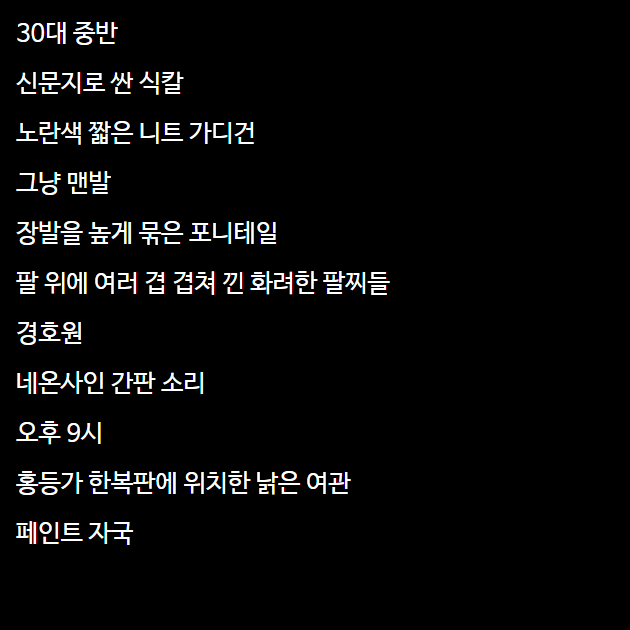 30대 중반
신문지로 싼 식칼
노란색 짧은 니트 가디건
그냥 맨발
장발을 높게 묶은 포니테일
팔 위에 여러 겹 겹쳐 낀 화려한 팔찌들
경호원
네온사인 간판 소리
오후 9시
홍등가 한복판에 위치한 낡은 여관
페인트 자국